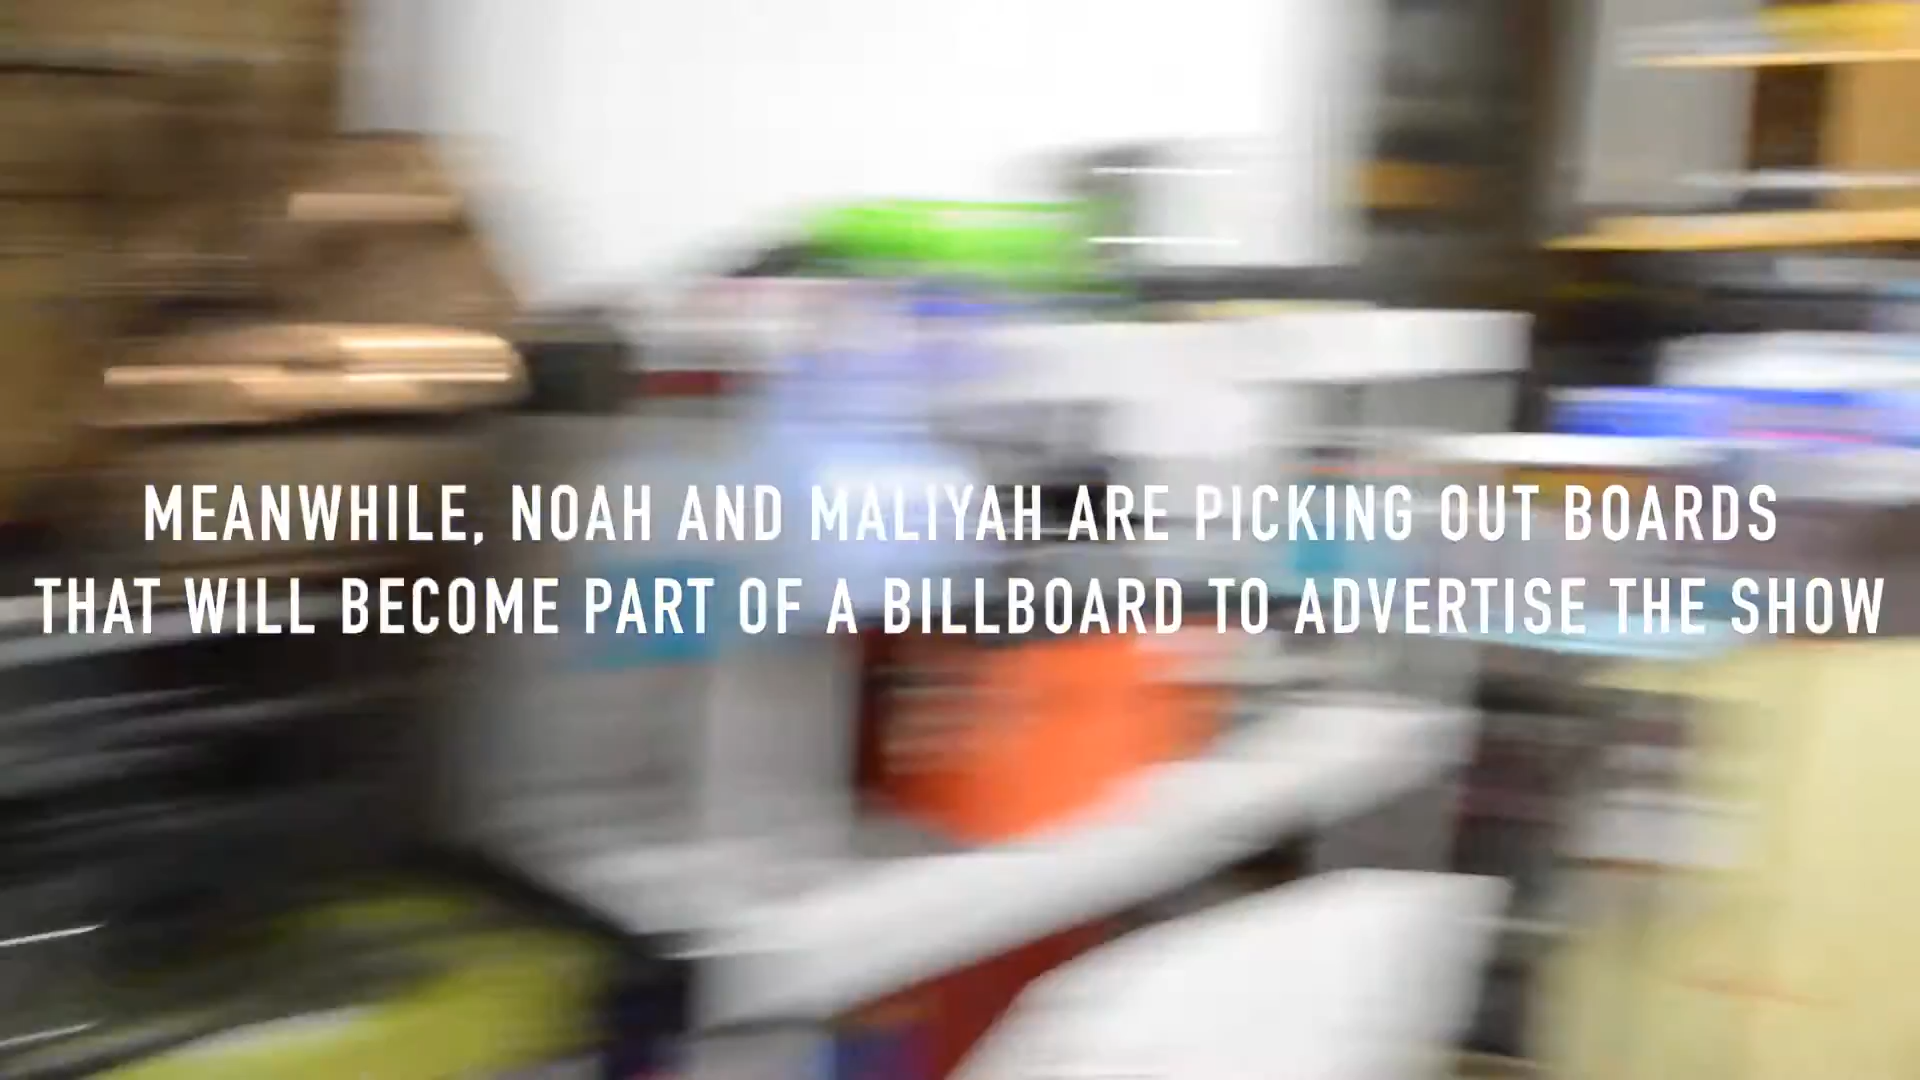 MEANWHILE, NOAH AND MALIYAH ARE PICKING OUT BOARDS
THAT WILL BECOME PART OF A BILLBOARD TO ADVERTISE THE SHOW